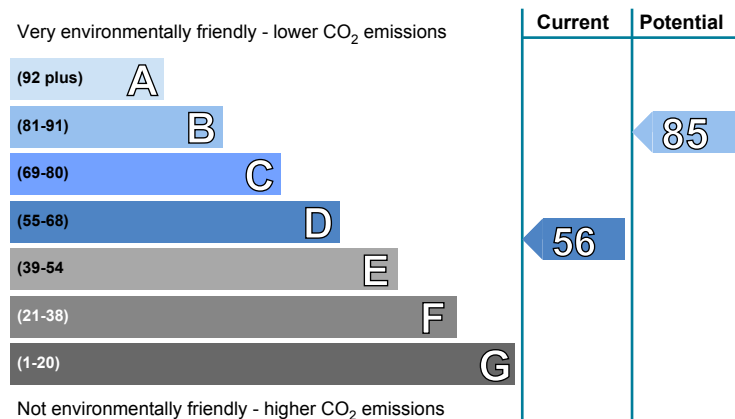 Very environmentally friendly - lower CO₂ emissions
Current
Potential
(92 plus) A
(81-91) B
85
(69-80) C
(55-68) D
56
(39-54 E
(21-38) F
(1-20) G
Not environmentally friendly - higher CO₂ emissions